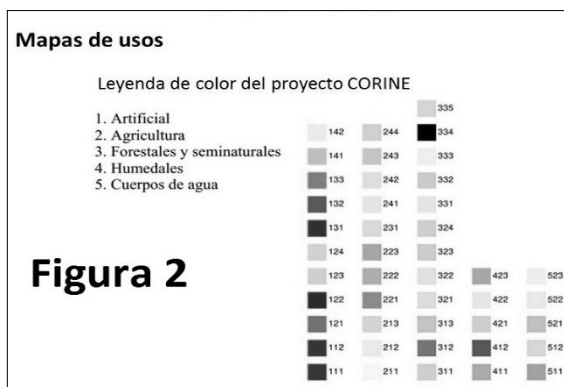 Mapas de usos
Leyenda de color del proyecto CORINE
1. Artificial
2. Agricultura
3. Forestales y seminaturales
4. Humedales
5. Cuerpos de agua
Figura 2
335
142 244 334
141 243 333
133 242 332
132 241 331
131 231 324
124 223 323
123 222 322 423 523
122 221 321 422 522
121 213 313 421 521
112 212 312 412 512
111 211 311 411 511